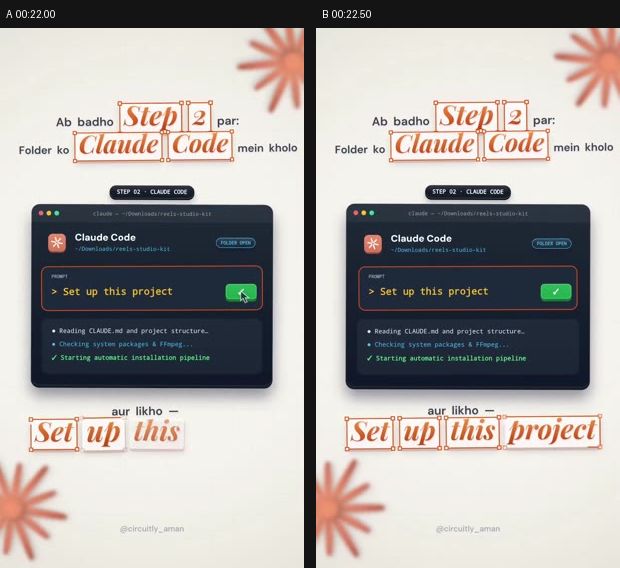 A 00:22.00
Ab badho Step 2 par:
Folder ko Claude Code mein kholo
STEP 02 · CLAUDE CODE
claude — ~/Downloads/reels-studio-kit
Claude Code
~/Downloads/reels-studio-kit
FOLDER OPEN
PROMPT
> Set up this project
✓
● Reading CLAUDE.md and project structure…
● Checking system packages & FFmpeg...
✓ Starting automatic installation pipeline
aur likho —
Set up this
@circuitly_aman
B 00:22.50
Ab badho Step 2 par:
Folder ko Claude Code mein kholo
STEP 02 · CLAUDE CODE
claude — ~/Downloads/reels-studio-kit
Claude Code
~/Downloads/reels-studio-kit
FOLDER OPEN
PROMPT
> Set up this project
✓
● Reading CLAUDE.md and project structure…
● Checking system packages & FFmpeg...
✓ Starting automatic installation pipeline
aur likho —
Set up this project
@circuitly_aman